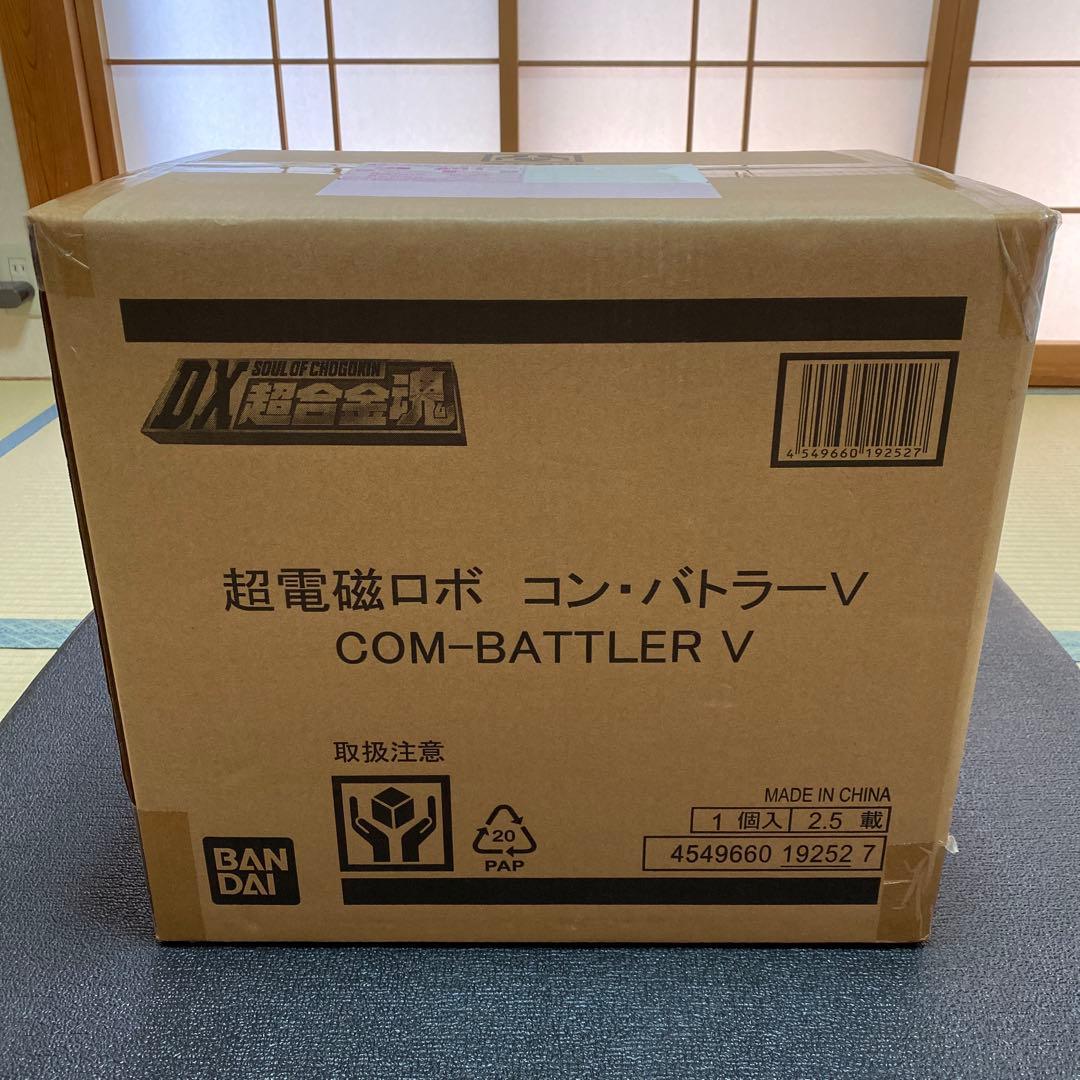 SOUL OF CHOGOKIN
DX超合金魂
4 549660 192527
超電磁ロボ コン・バトラーV
COM-BATTLER V
取扱注意
MADE IN CHINA
1 個入 2.5 載
4549660 19252 7
20
PAP
BAN
DAI